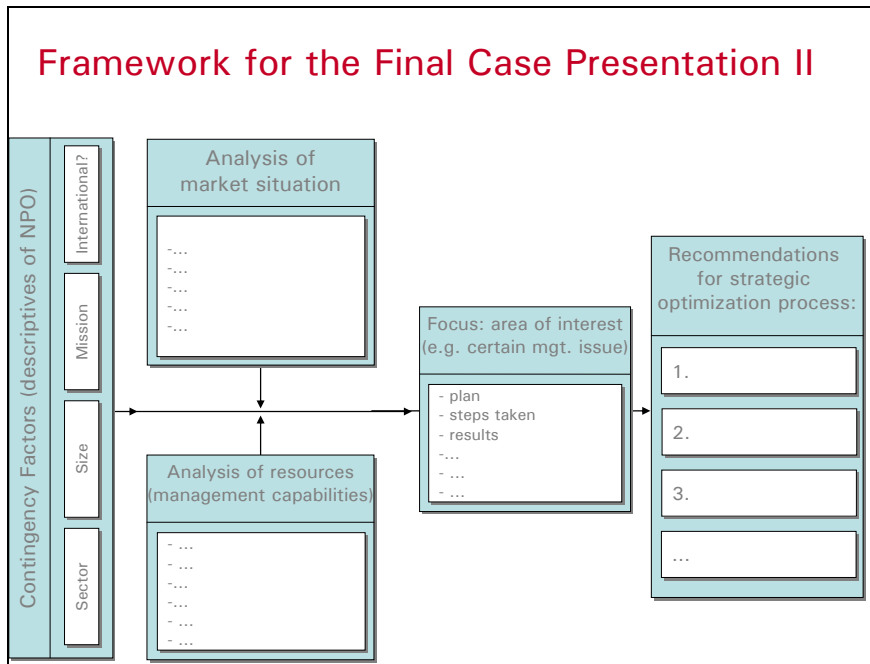 Framework for the Final Case Presentation II
Contingency Factors (descriptives of NPO)
International?
Mission
Size
Sector
Analysis of
market situation
-...
-...
-...
-...
-...
Analysis of resources
(management capabilities)
- ...
- ...
- ...
-...
- ...
- ...
Focus: area of interest
(e.g. certain mgt. issue)
- plan
- steps taken
- results
-...
- ...
- ...
Recommendations
for strategic
optimization process:
1.
2.
3.
...